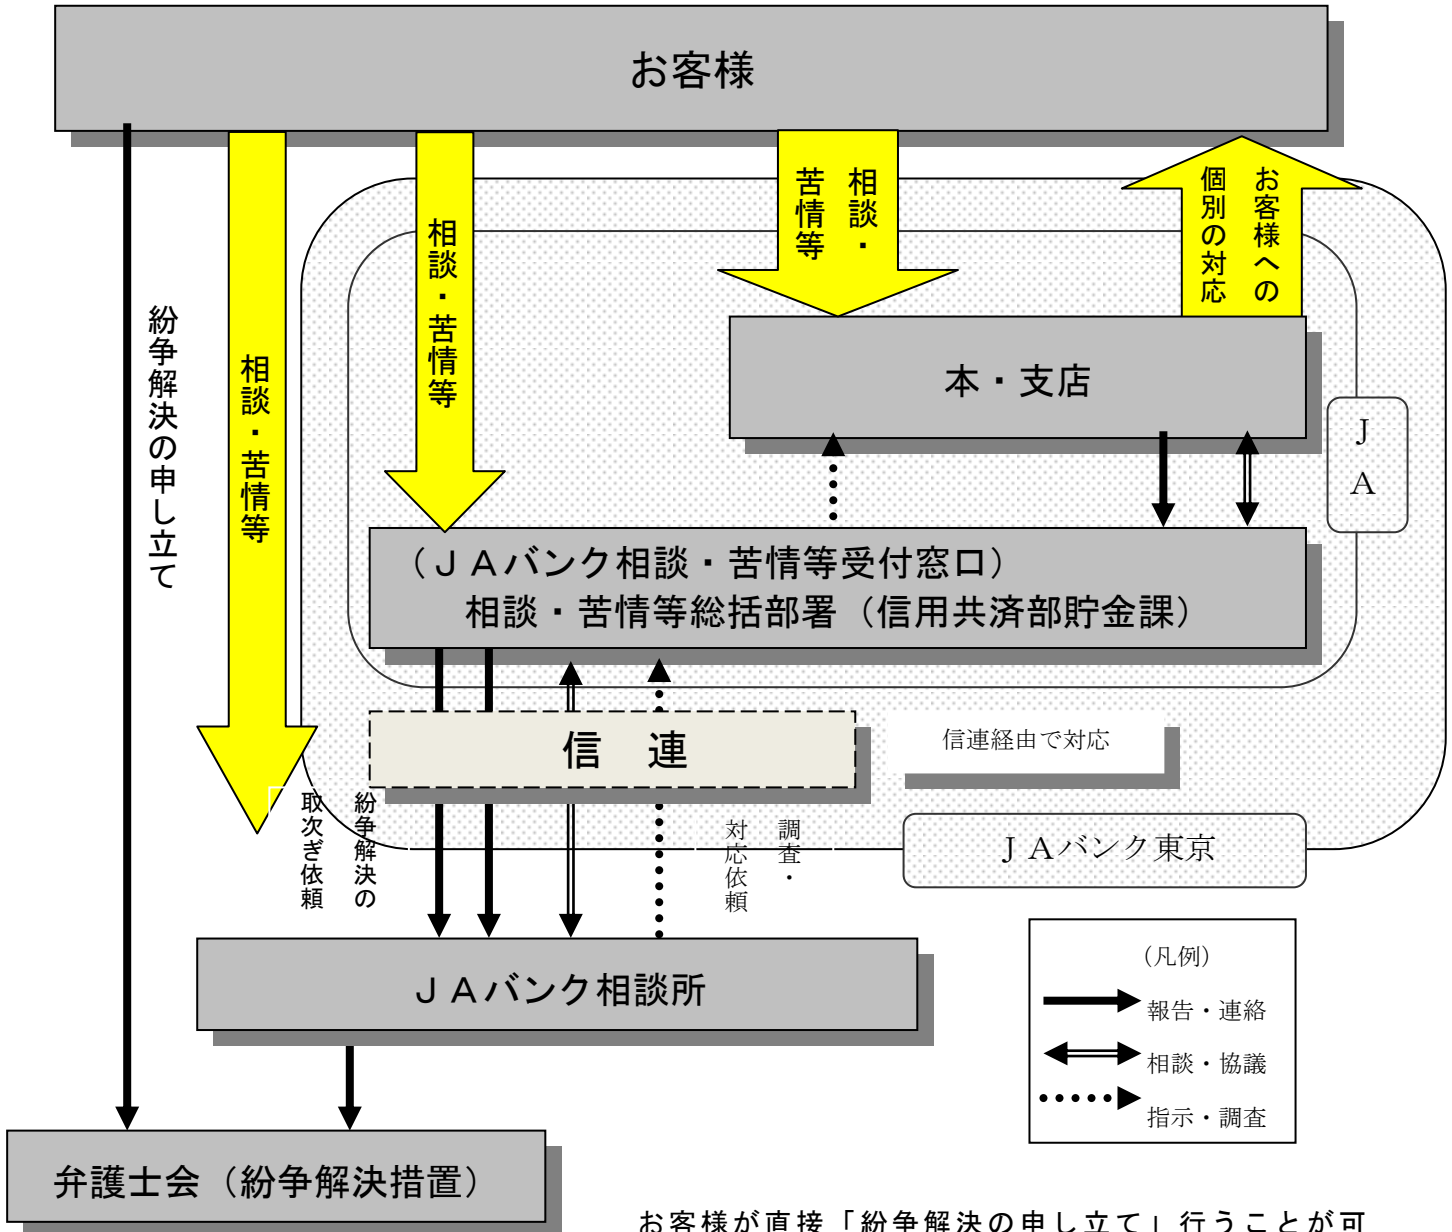 お客様
相談・
苦情等
お客様への
個別の対応
相談・苦情等
相談・苦情等
紛争解決の申し立て
本・支店
J
A
（ＪＡバンク相談・苦情等受付窓口）
相談・苦情等総括部署（信用共済部貯金課）
信　連
信連経由で対応
紛争解決の
取次ぎ依頼
調査・
対応依頼
ＪＡバンク東京
ＪＡバンク相談所
（凡例）
報告・連絡
相談・協議
指示・調査
弁護士会（紛争解決措置）
お客様が直接「紛争解決の申し立て」行うことが可